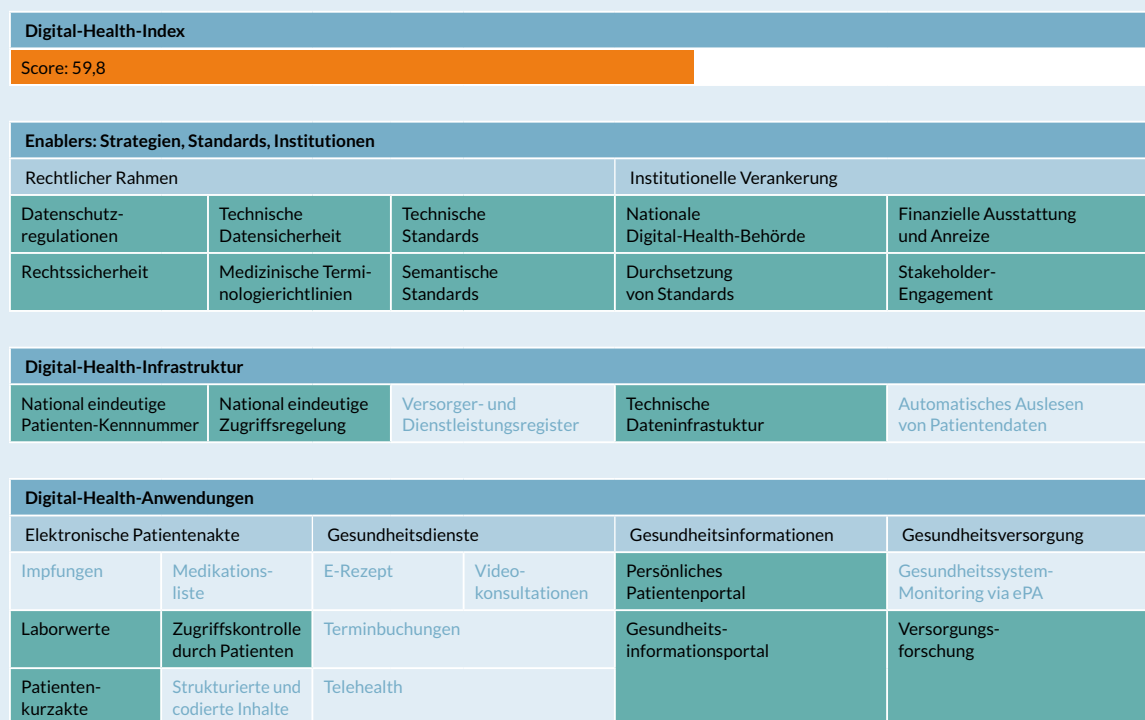 Digital-Health-Index
Score: 59,8
Enablers: Strategien, Standards, Institutionen
Rechtlicher Rahmen
Institutionelle Verankerung
Datenschutz-
regulationen
Technische
Datensicherheit
Technische
Standards
Nationale
Digital-Health-Behörde
Finanzielle Ausstattung
und Anreize
Rechtssicherheit
Medizinische Termi-
nologierichtlinien
Semantische
Standards
Durchsetzung
von Standards
Stakeholder-
Engagement
Digital-Health-Infrastruktur
National eindeutige
Patienten-Kennnummer
National eindeutige
Zugriffsregelung
Versorger- und
Dienstleistungsregister
Technische
Dateninfrastuktur
Automatisches Auslesen
von Patientendaten
Digital-Health-Anwendungen
Elektronische Patientenakte
Gesundheitsdienste
Gesundheitsinformationen
Gesundheitsversorgung
Impfungen
Medikations-
liste
E-Rezept
Video-
konsultationen
Persönliches
Patientenportal
Gesundheitssystem-
Monitoring via ePA
Laborwerte
Zugriffskontrolle
durch Patienten
Terminbuchungen
Gesundheits-
informationsportal
Versorgungs-
forschung
Patienten-
kurzakte
Strukturierte und
codierte Inhalte
Telehealth